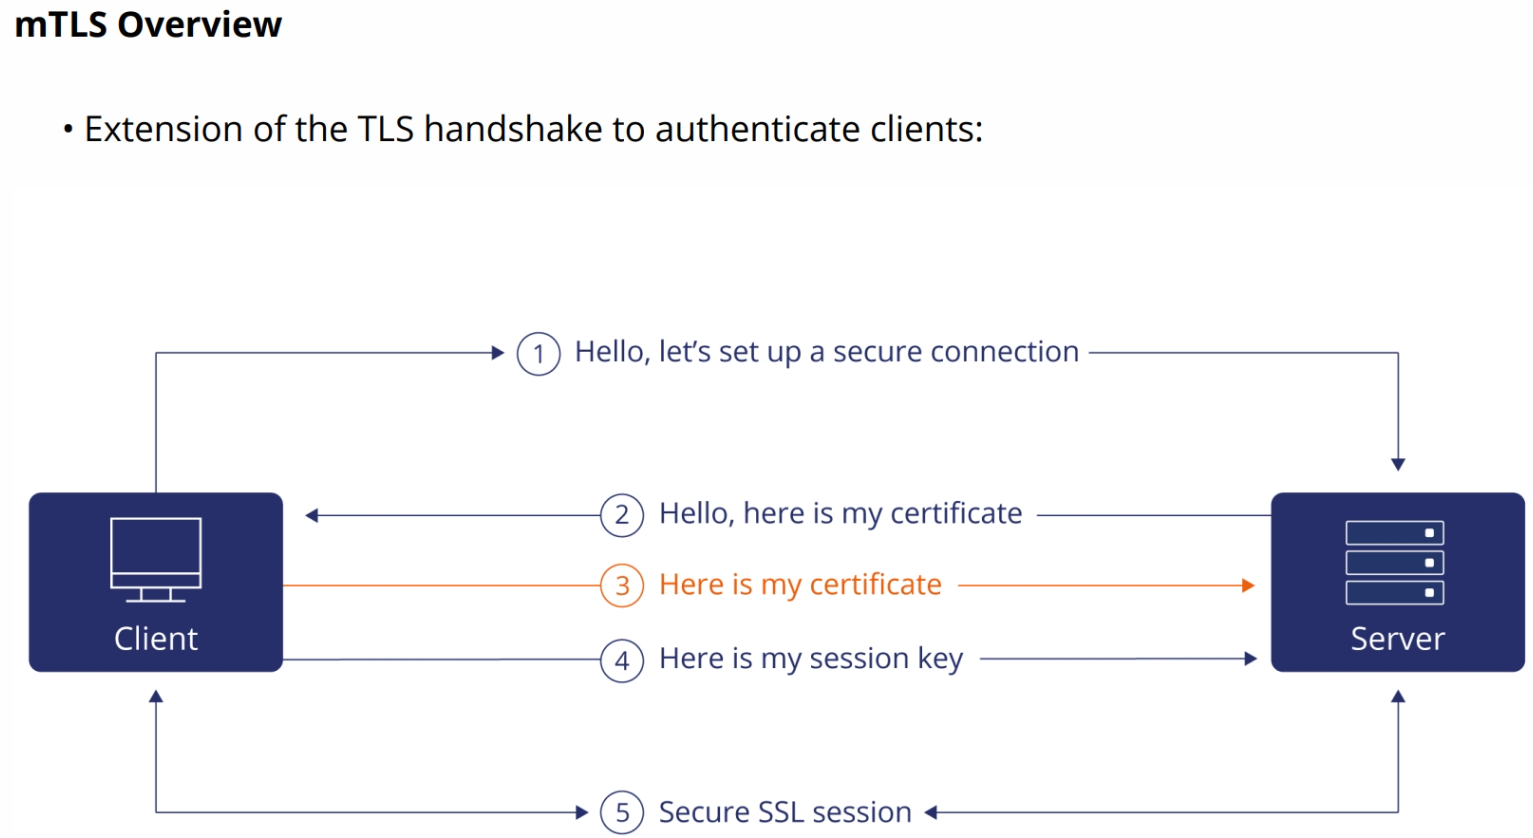 mTLS Overview
• Extension of the TLS handshake to authenticate clients:
1 Hello, let’s set up a secure connection
2 Hello, here is my certificate
3 Here is my certificate
Client
Server
4 Here is my session key
5 Secure SSL session